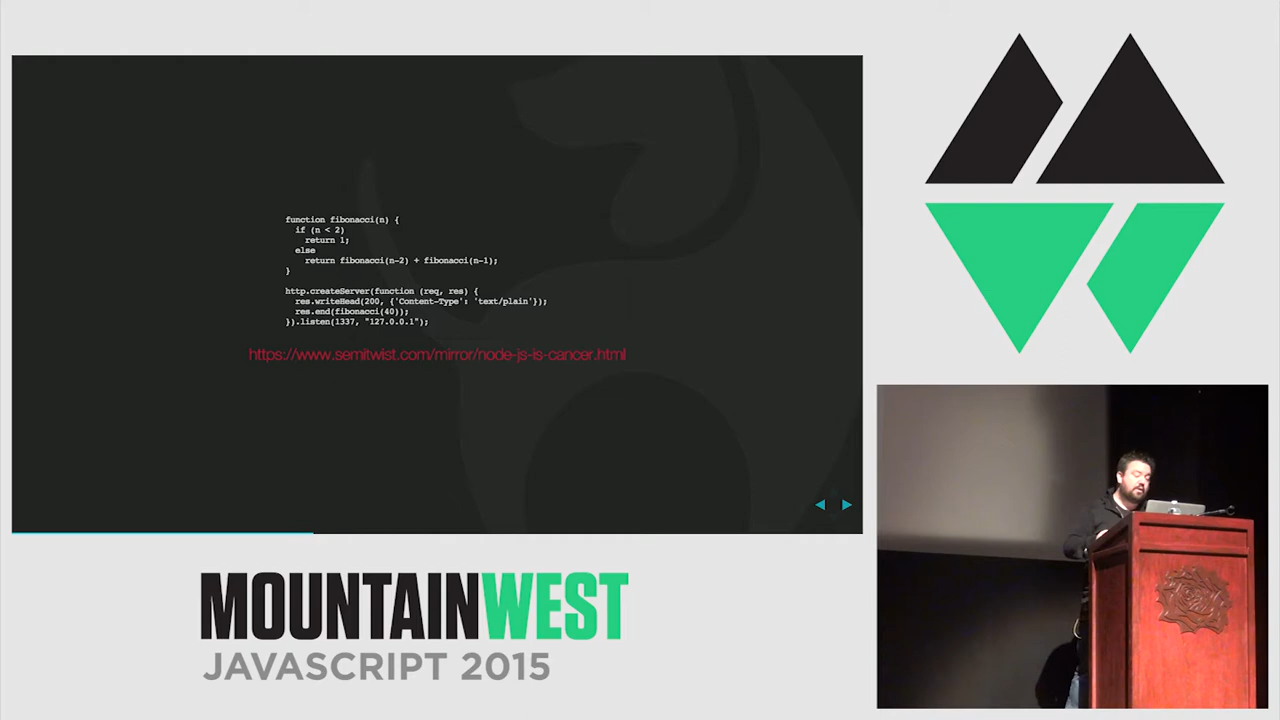 function fibonacci(n) {
  if (n < 2)
    return 1;
  else
    return fibonacci(n-2) + fibonacci(n-1);
}
http.createServer(function (req, res) {
  res.writeHead(200, {'Content-Type': 'text/plain'});
  res.end(fibonacci(40));
}).listen(1337, "127.0.0.1");
https://www.semitwist.com/mirror/node-js-is-cancer.html
MOUNTAINWEST
JAVASCRIPT 2015